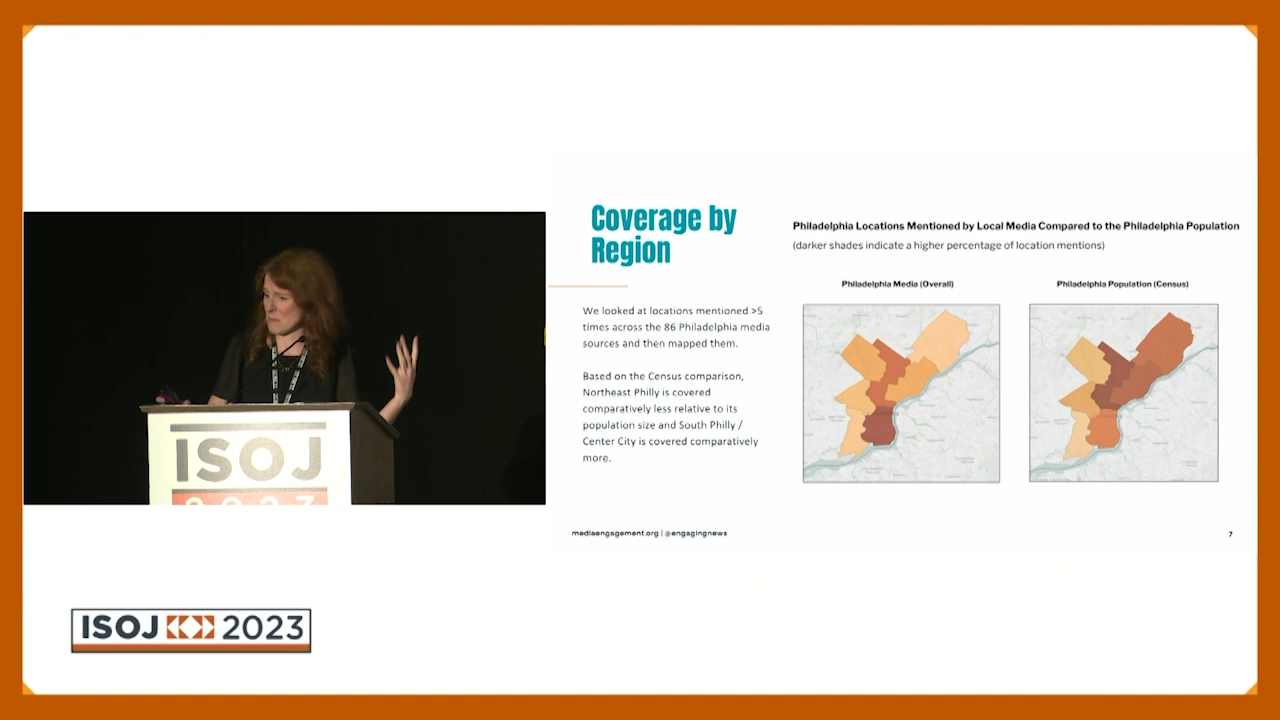 Coverage by
Region
We looked at locations mentioned >5
times across the 86 Philadelphia media
sources and then mapped them.
Based on the Census comparison,
Northeast Philly is covered
comparatively less relative to its
population size and South Philly /
Center City is covered comparatively
more.
Philadelphia Locations Mentioned by Local Media Compared to the Philadelphia Population
(darker shades indicate a higher percentage of location mentions)
Philadelphia Media (Overall)
Philadelphia Population (Census)
mediaengagement.org | @engagingnews
7
ISOJ
2023
ISOJ 2023